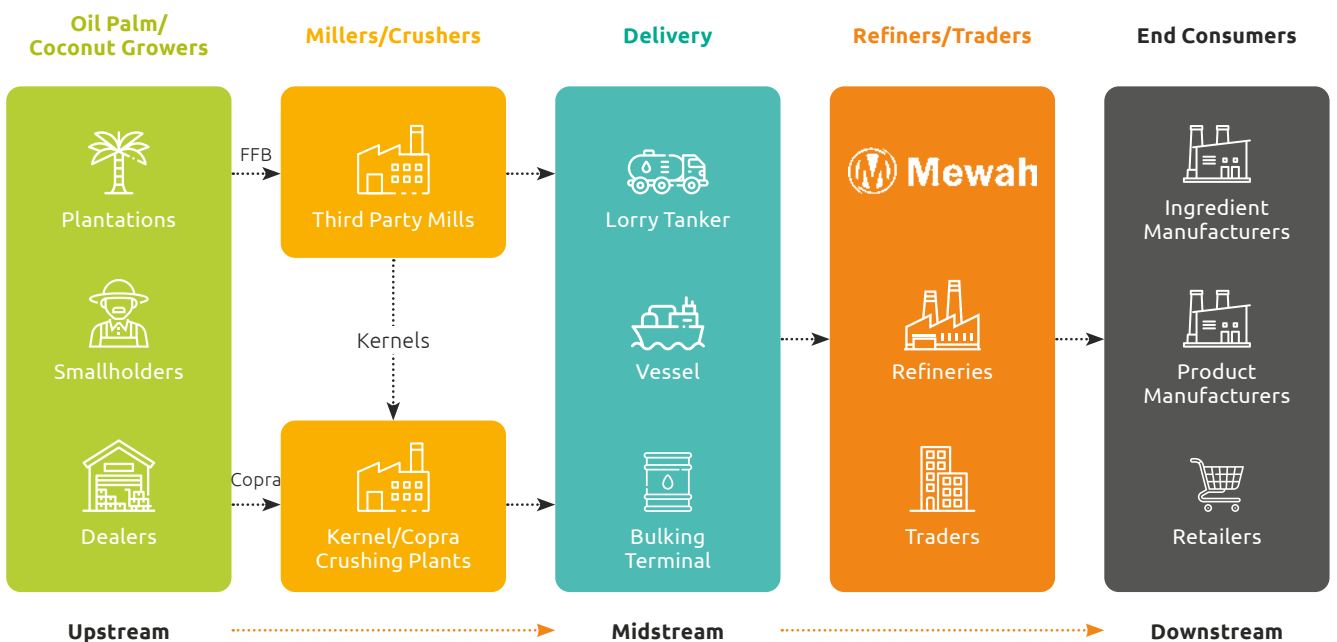 Oil Palm/
Coconut Growers
Millers/Crushers
Delivery
Refiners/Traders
End Consumers
Plantations
Smallholders
Dealers
FFB
Copra
Third Party Mills
Kernels
Kernel/Copra
Crushing Plants
Lorry Tanker
Vessel
Bulking
Terminal
Mewah
Refineries
Traders
Ingredient
Manufacturers
Product
Manufacturers
Retailers
Upstream
Midstream
Downstream